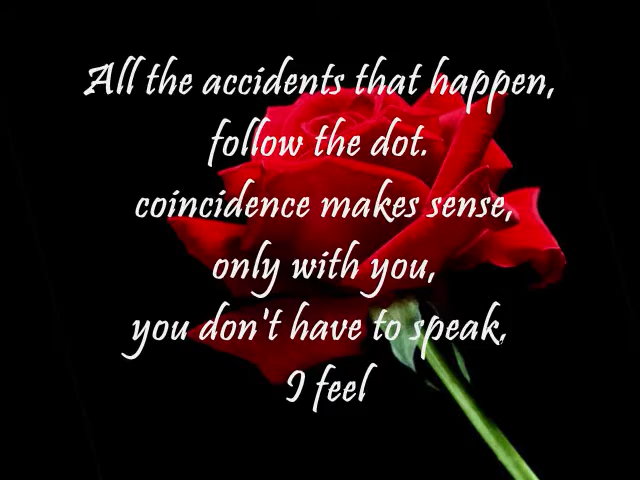 All the accidents that happen,
follow the dot.
coincidence makes sense,
only with you,
you don't have to speak,
I feel